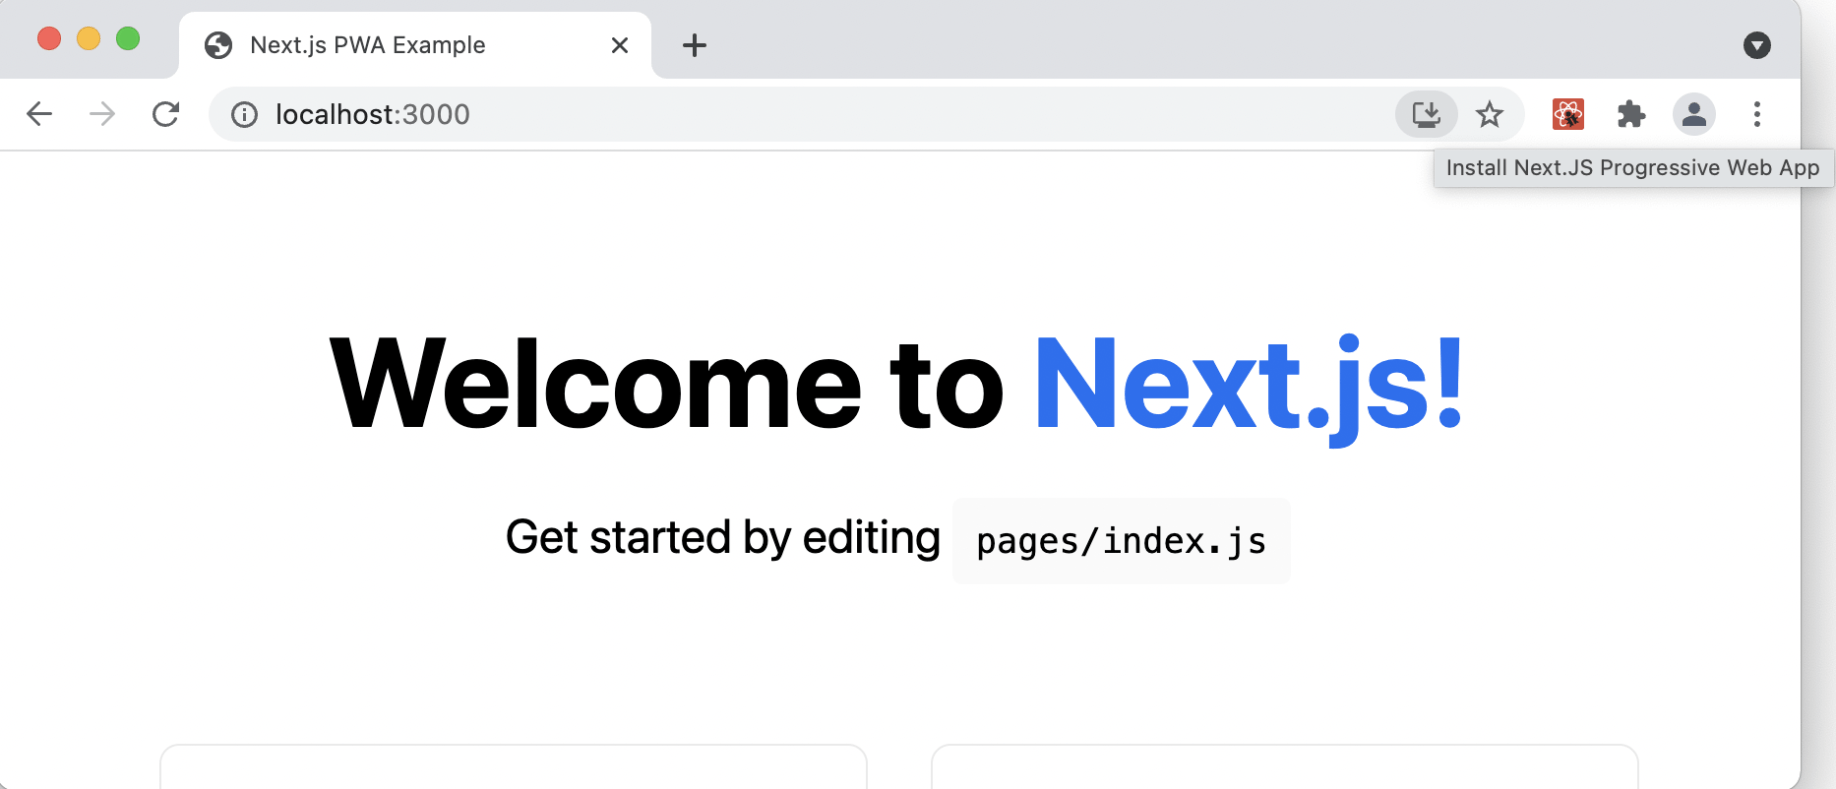 Next.js PWA Example
localhost:3000
Install Next.JS Progressive Web App
Welcome to Next.js!
Get started by editing pages/index.js